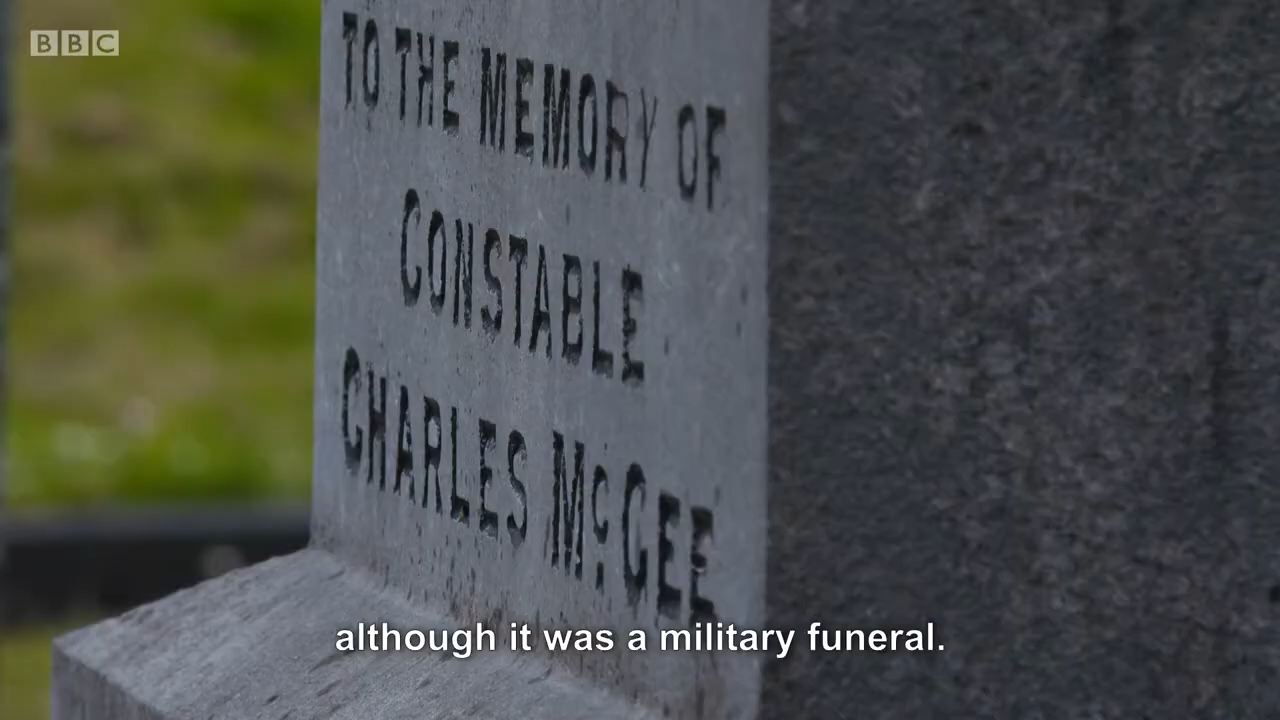 BBC
TO THE MEMORY OF
CONSTABLE
CHARLES McGEE
although it was a military funeral.